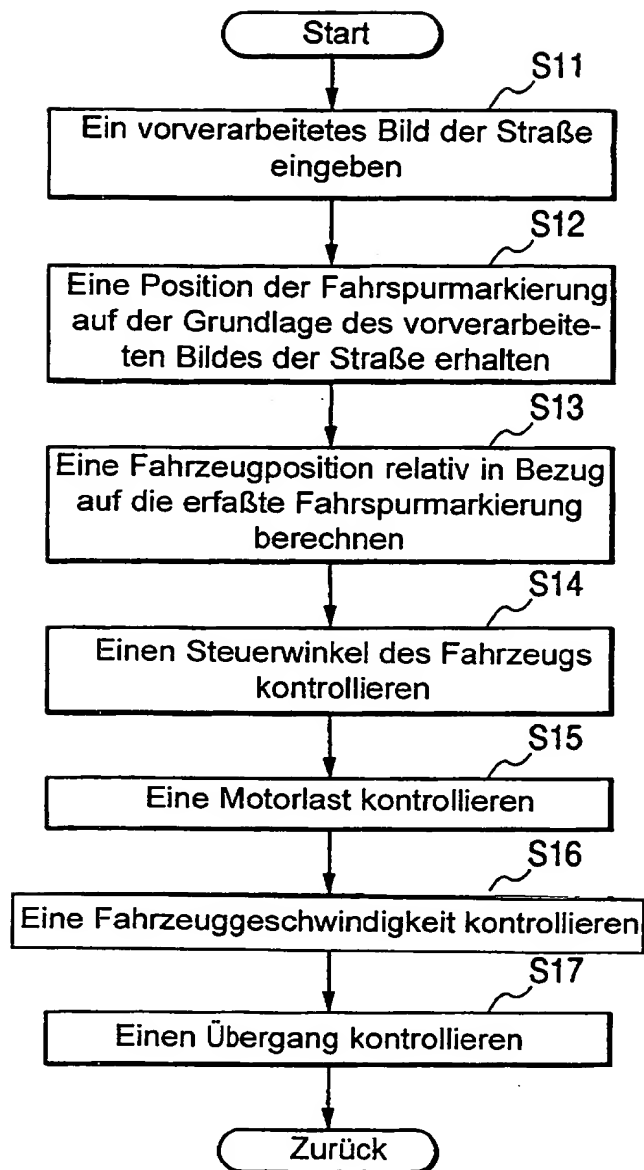 Start
S11
Ein vorverarbeitetes Bild der Straße
eingeben
S12
Eine Position der Fahrspurmarkierung
auf der Grundlage des vorverarbeite-
ten Bildes der Straße erhalten
S13
Eine Fahrzeugposition relativ in Bezug
auf die erfaßte Fahrspurmarkierung
berechnen
S14
Einen Steuerwinkel des Fahrzeugs
kontrollieren
S15
Eine Motorlast kontrollieren
S16
Eine Fahrzeuggeschwindigkeit kontrollieren
S17
Einen Übergang kontrollieren
Zurück